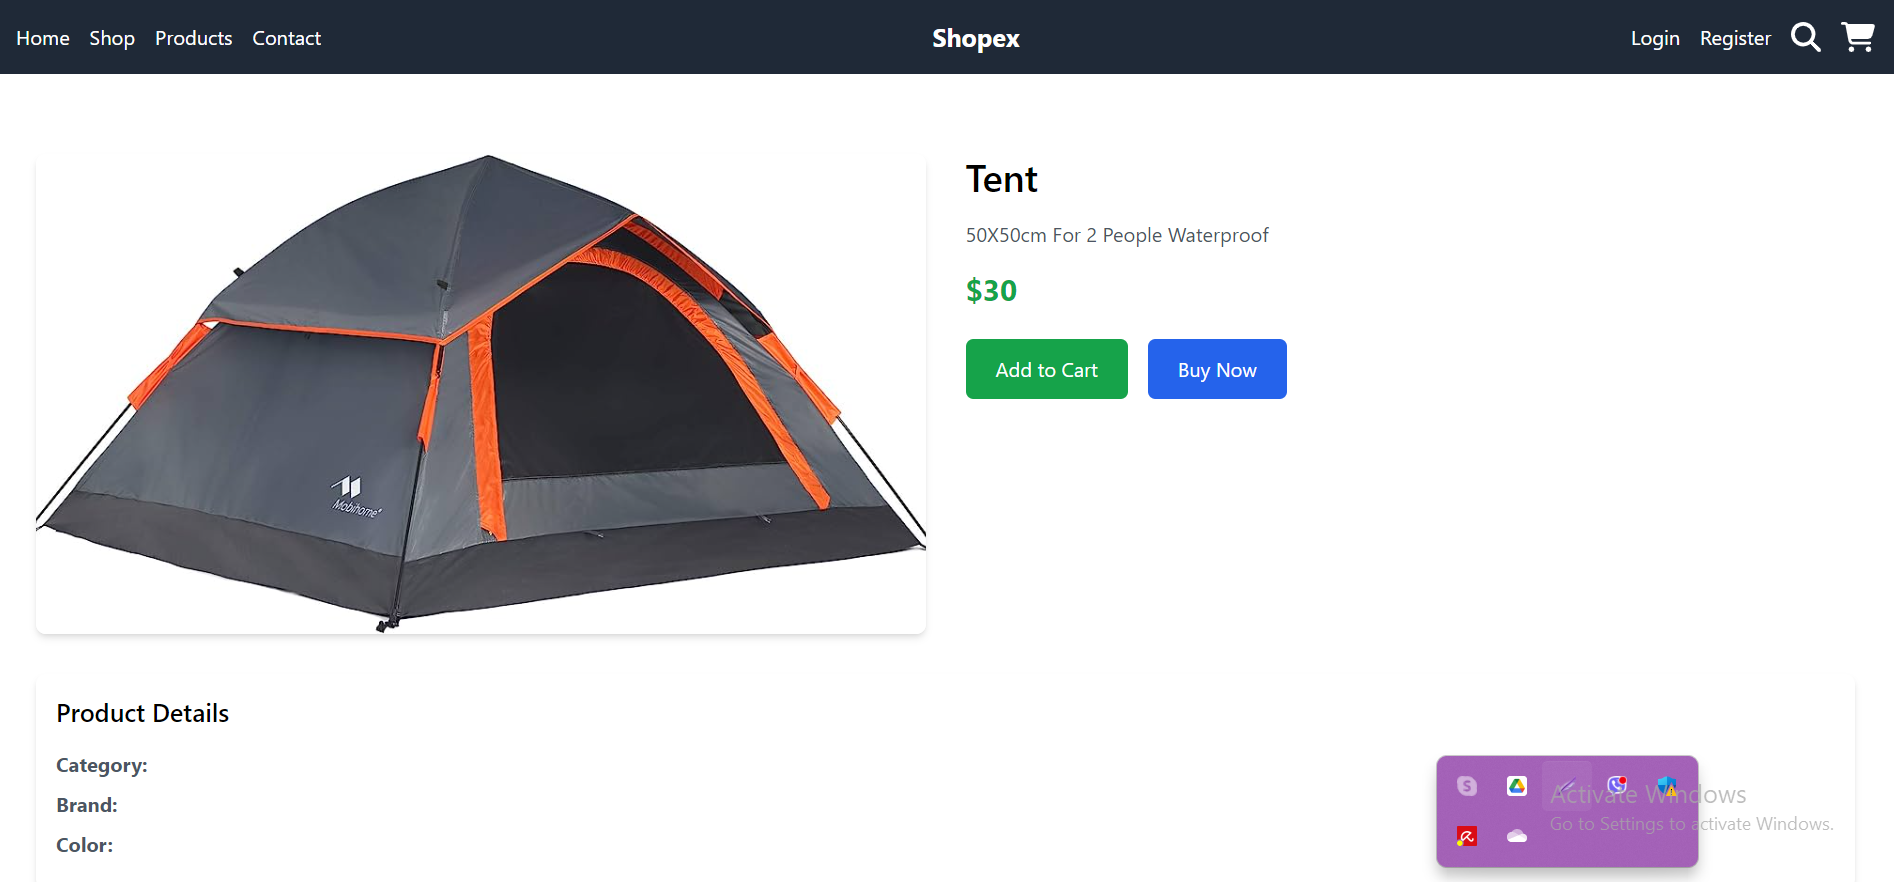 Home Shop Products Contact Shopex Login Register
Tent
50X50cm For 2 People Waterproof
$30
Add to Cart Buy Now
Mobihome
Product Details
Category:
Brand:
Color:
Activate Windows
Go to Settings to activate Windows.